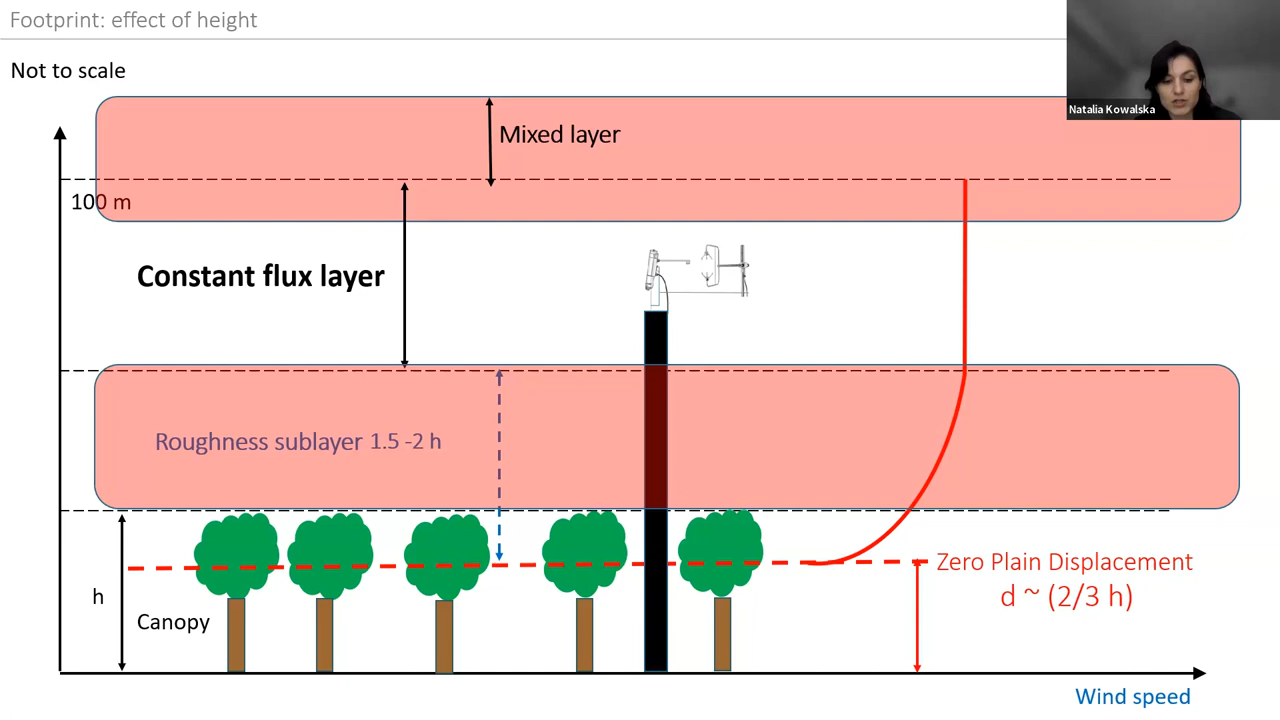 Footprint: effect of height
Not to scale
Natalia Kowalska
Mixed layer
100 m
Constant flux layer
Roughness sublayer 1.5 -2 h
Zero Plain Displacement
d ~ (2/3 h)
h
Canopy
Wind speed